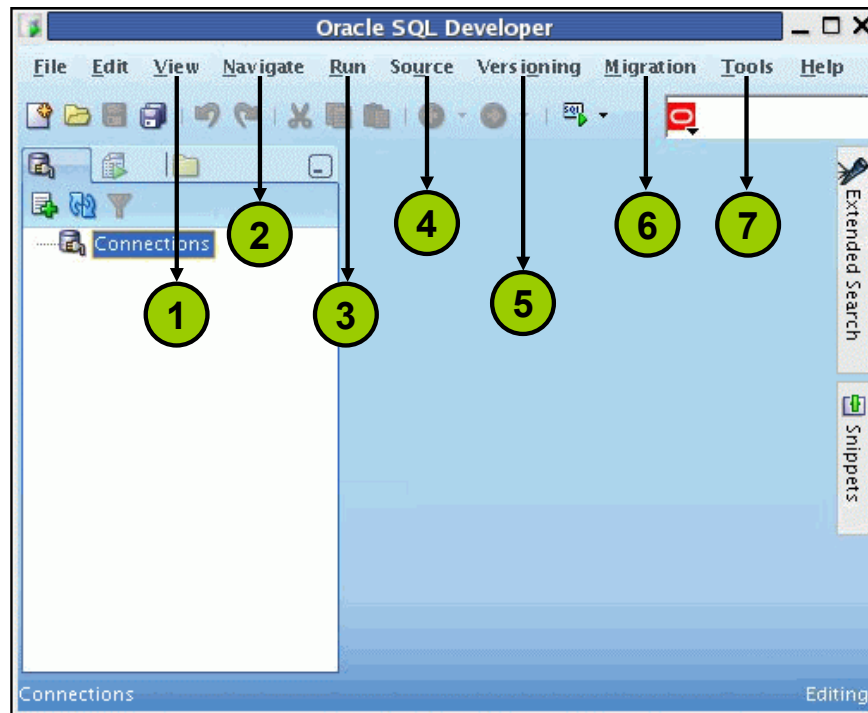 Oracle SQL Developer
File Edit View Navigate Run Source Versioning Migration Tools Help
SQL
Connections
2
4
6
7
1
3
5
Extended Search
Snippets
Connections
Editing